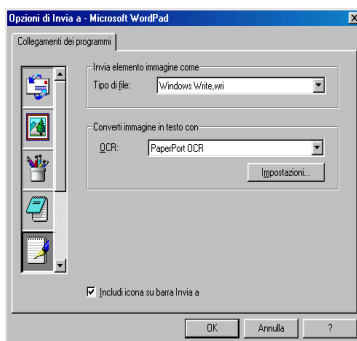 Opzioni di Invia a - Microsoft WordPad
Collegamenti dei programmi
Invia elemento immagine come
Tipo di file: Windows Write,wri
Converti immagine in testo con
OCR: PaperPort OCR
Impostazioni...
Includi icona su barra Invia a
OK Annulla ?